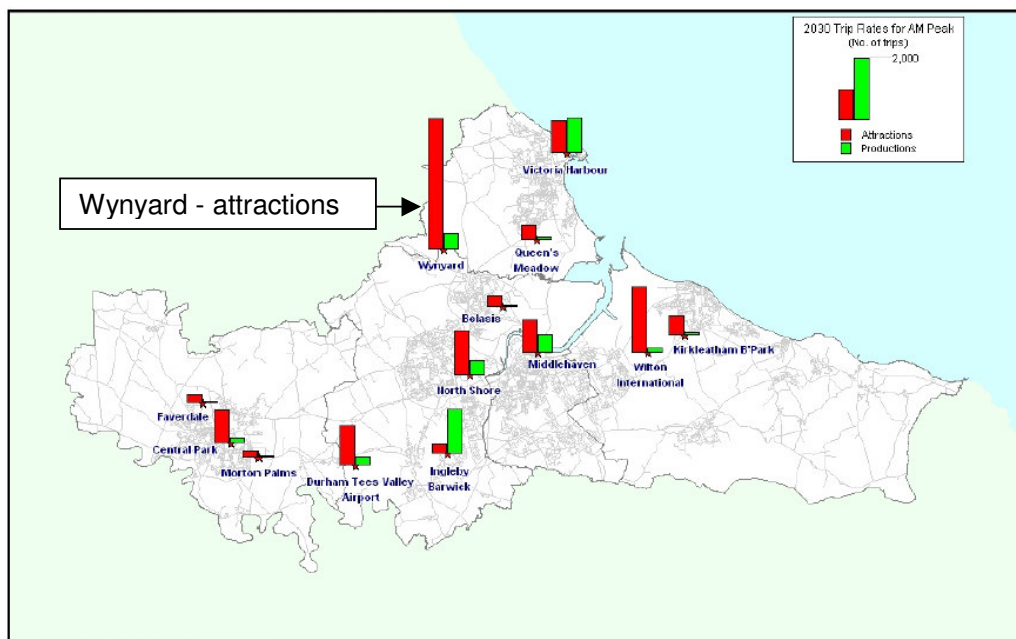 2030 Trip Rates for AM Peak
(No. of trips)
2,000
Attractions
Productions
Victoria Harbour
Wynyard - attractions
Wynyard
Queen's
Meadow
Belasis
Middlehaven
Kirkleatham B'Park
Wilton
International
North Shore
Faverdale
Central Park
Morton Palms
Durham Tees Valley
Airport
Ingleby
Barwick